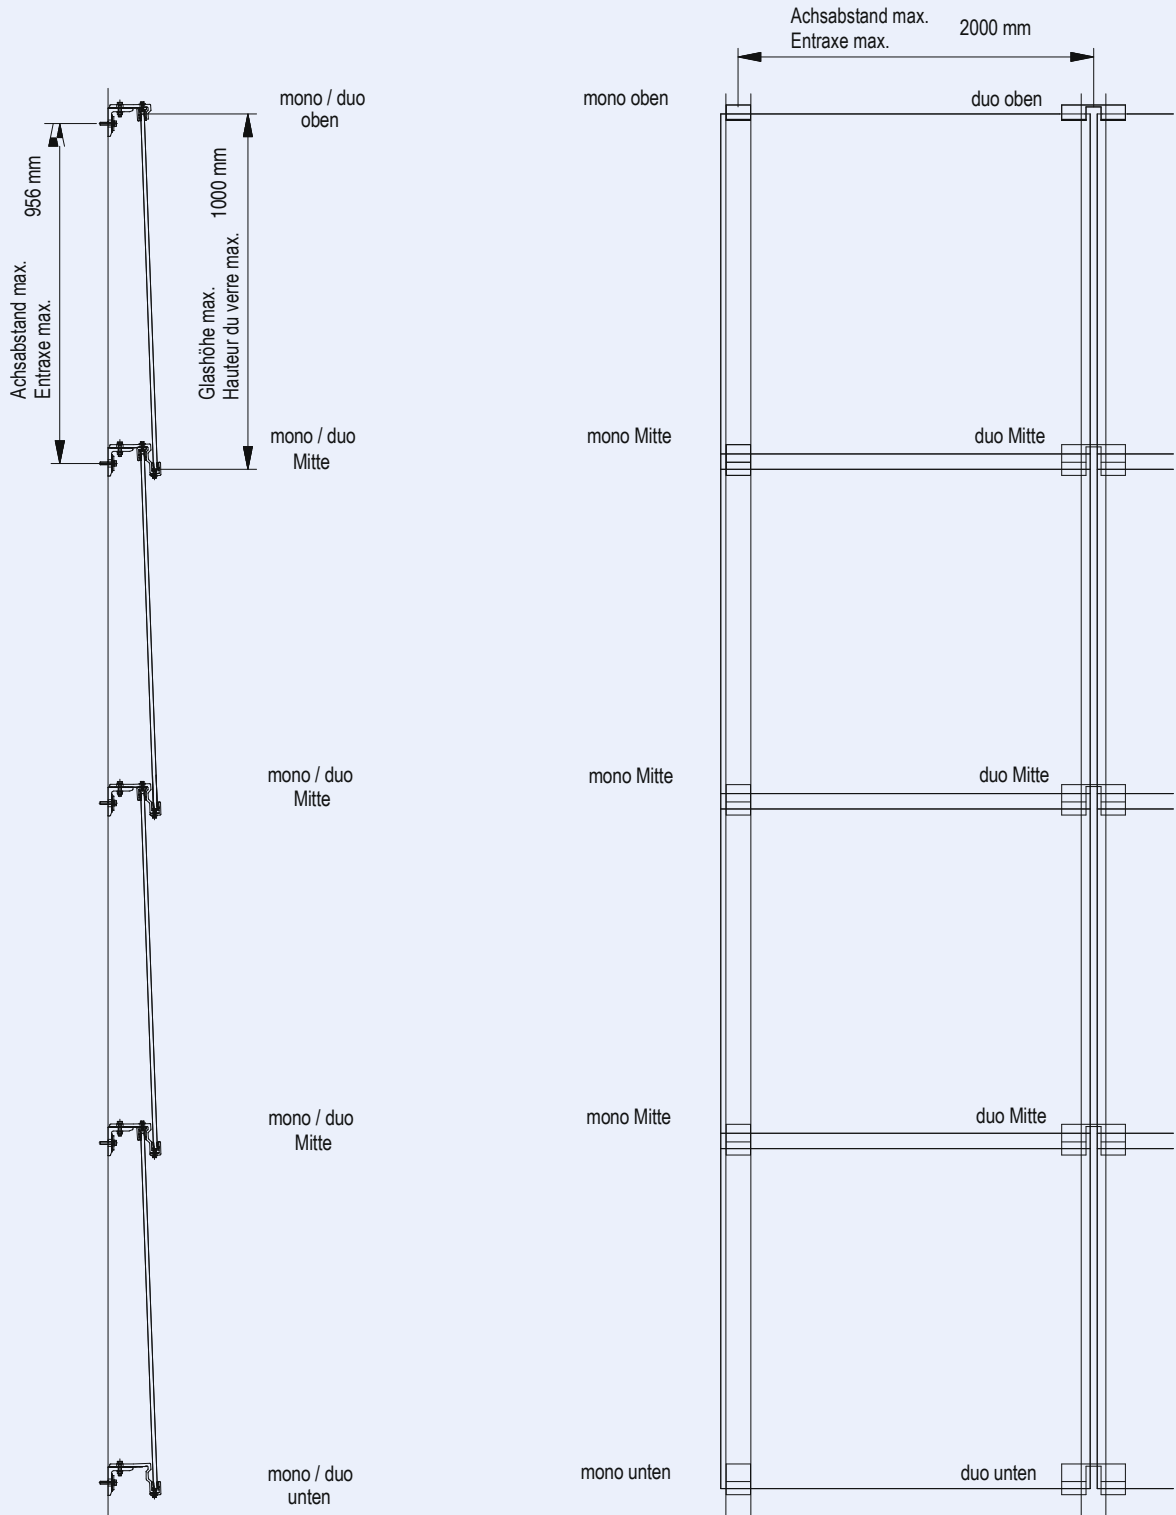 Achsabstand max.
Entraxe max.
2000 mm
mono / duo
oben
mono oben
duo oben
Achsabstand max.
Entraxe max.
956 mm
Glashöhe max.
Hauteur du verre max.
1000 mm
mono / duo
Mitte
mono Mitte
duo Mitte
mono / duo
Mitte
mono Mitte
duo Mitte
mono / duo
Mitte
mono Mitte
duo Mitte
mono / duo
unten
mono unten
duo unten